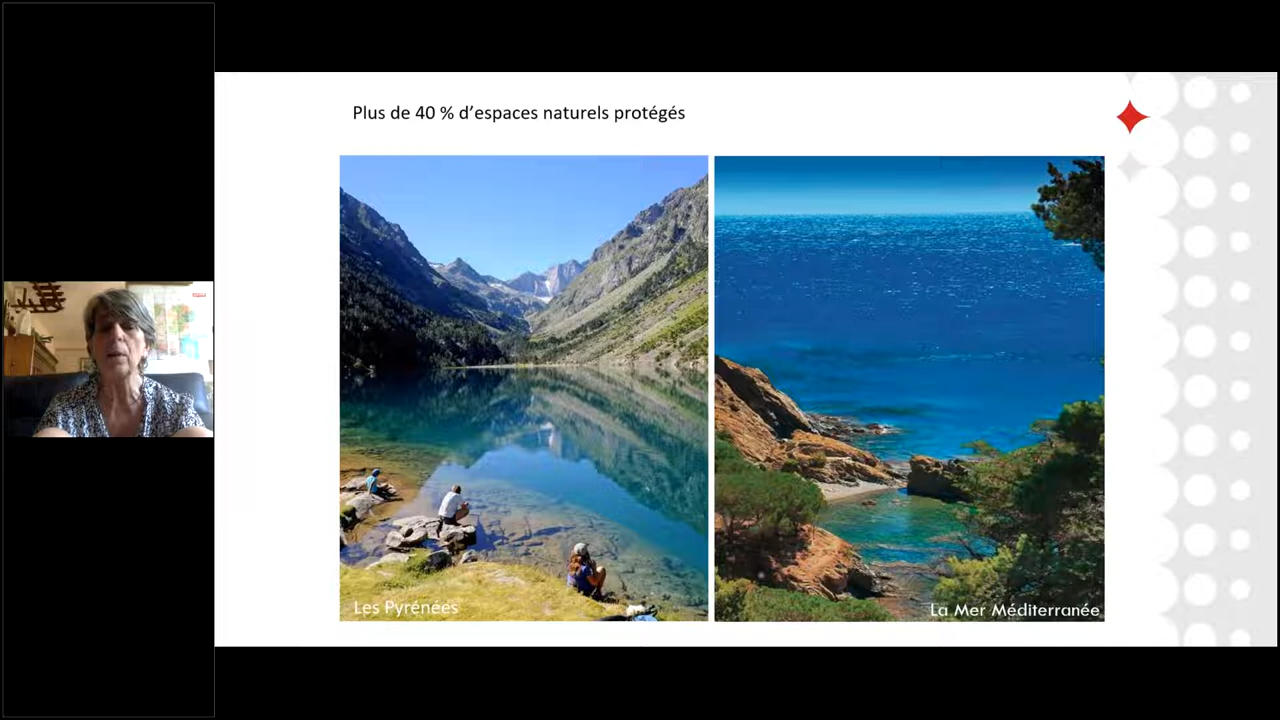 Plus de 40 % d’espaces naturels protégés
Les Pyrénées
La Mer Méditerranée